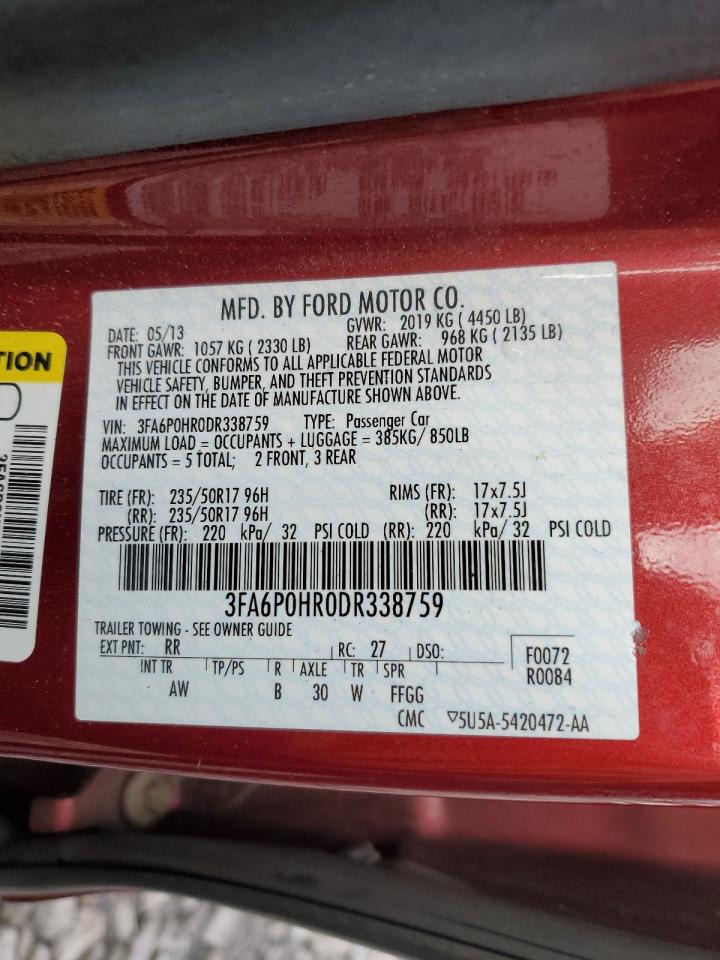 MFD. BY FORD MOTOR CO.
DATE: 05/13 GVWR: 2019 KG ( 4450 LB)
FRONT GAWR: 1057 KG ( 2330 LB) REAR GAWR: 968 KG ( 2135 LB)
THIS VEHICLE CONFORMS TO ALL APPLICABLE FEDERAL MOTOR
VEHICLE SAFETY, BUMPER, AND THEFT PREVENTION STANDARDS
IN EFFECT ON THE DATE OF MANUFACTURE SHOWN ABOVE.
VIN: 3FA6P0HR0DR338759 TYPE: Passenger Car
MAXIMUM LOAD = OCCUPANTS + LUGGAGE = 385KG/ 850LB
OCCUPANTS = 5 TOTAL; 2 FRONT, 3 REAR
TIRE (FR): 235/50R17 96H RIMS (FR): 17x7.5J
(RR): 235/50R17 96H (RR): 17x7.5J
PRESSURE (FR): 220 kPa/ 32 PSI COLD (RR): 220 kPa/ 32 PSI COLD
3FA6P0HR0DR338759
TRAILER TOWING - SEE OWNER GUIDE
EXT PNT: RR RC: 27 DSO: F0072
INT TR TP/PS R AXLE TR SPR R0084
AW B 30 W FFGG
CMC ▽5U5A-5420472-AA
TION